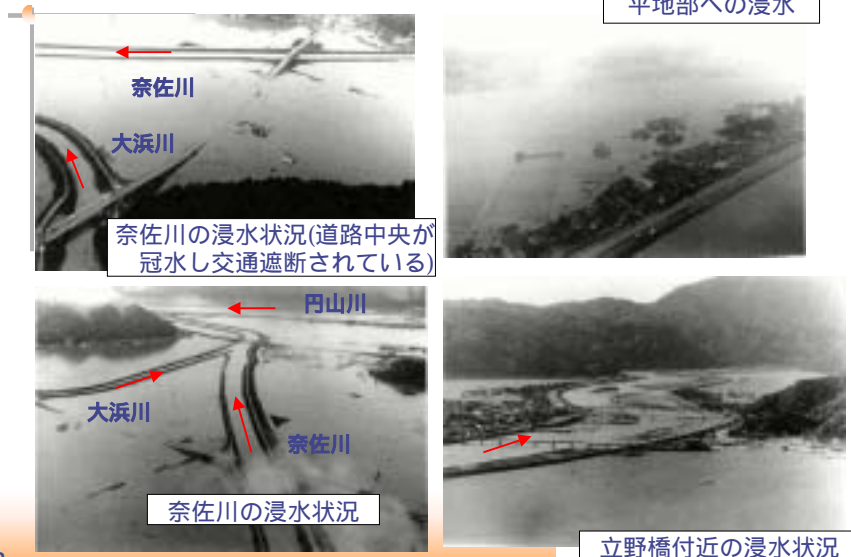 平地部への浸水
奈佐川
大浜川
奈佐川の浸水状況(道路中央が
冠水し交通遮断されている)
円山川
大浜川
奈佐川
奈佐川の浸水状況
立野橋付近の浸水状況